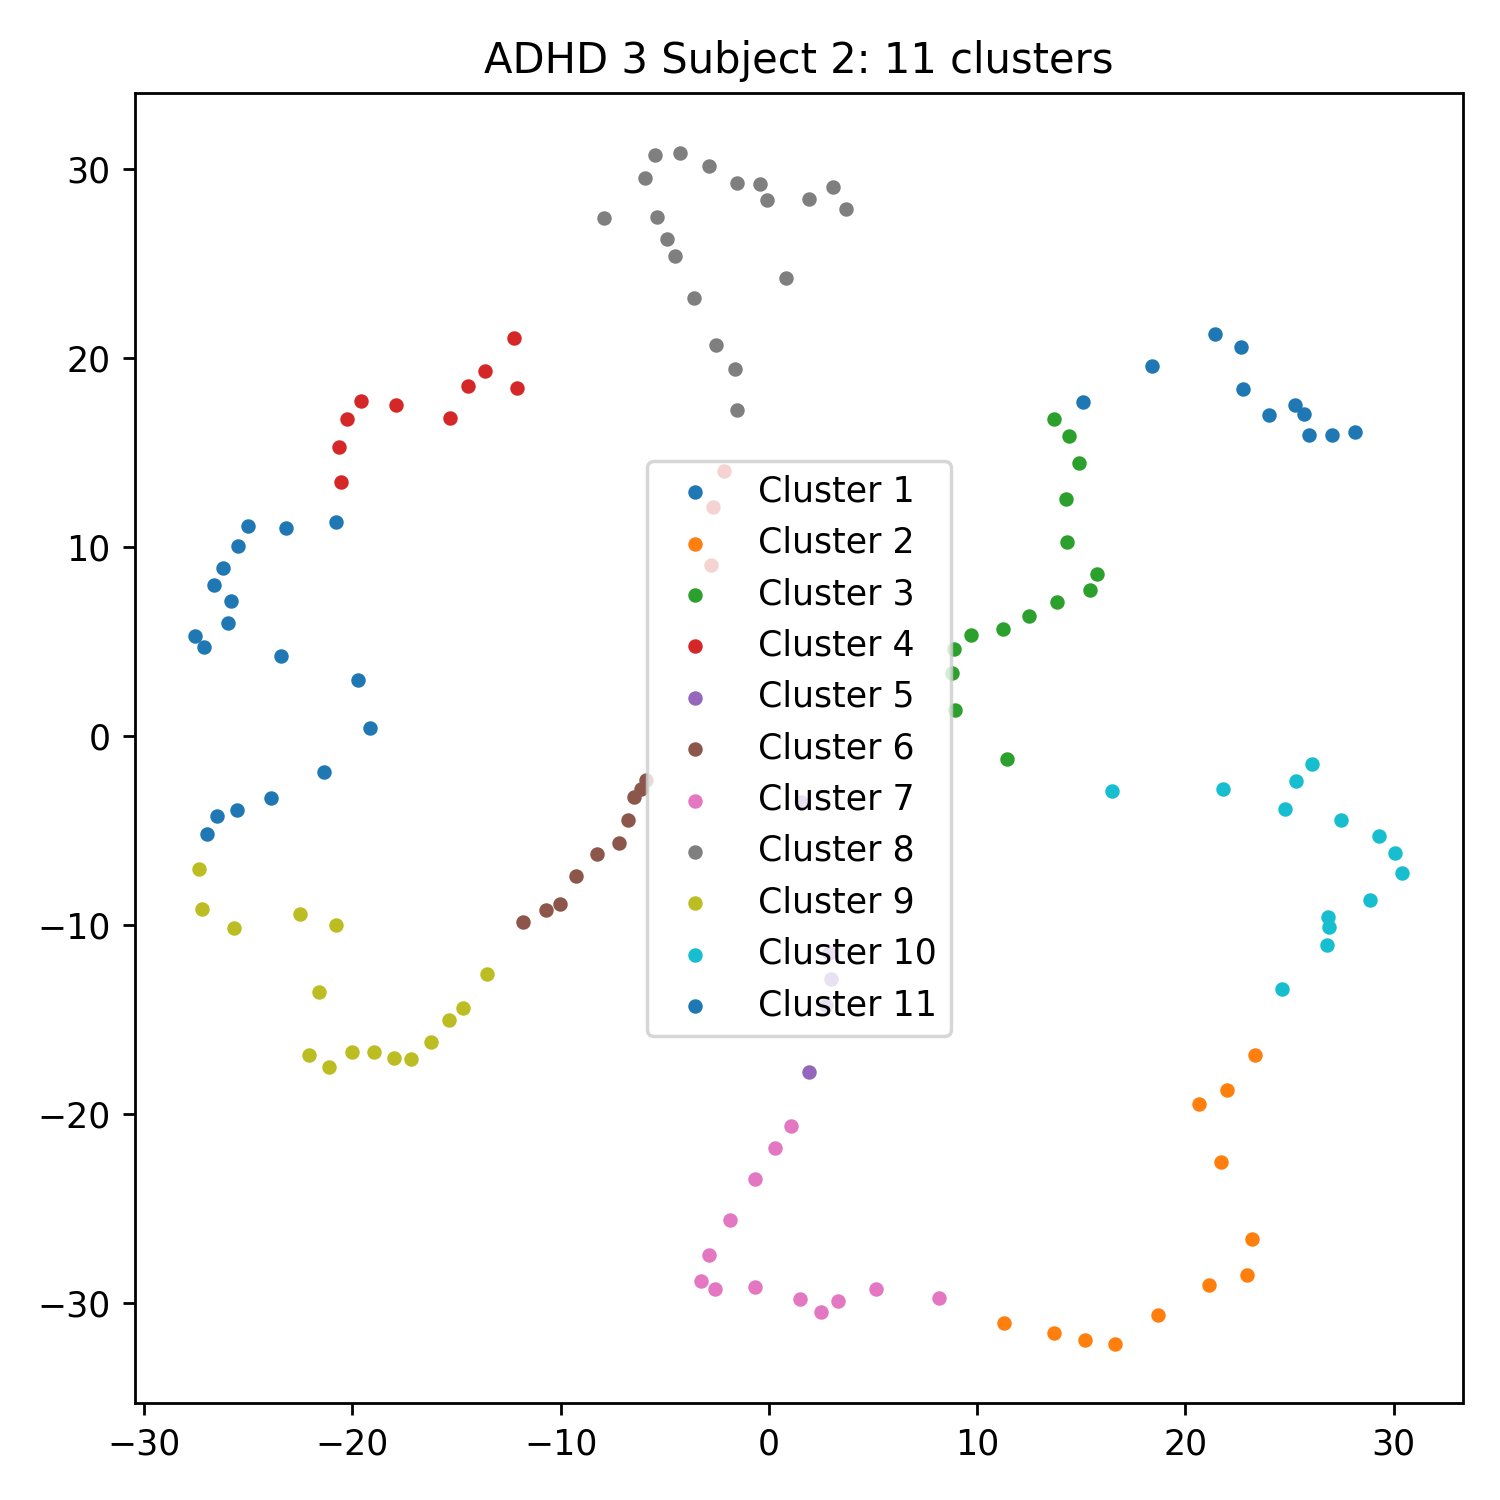 ADHD 3 Subject 2: 11 clusters
30
20
10
0
−10
−20
−30
Cluster 1
Cluster 2
Cluster 3
Cluster 4
Cluster 5
Cluster 6
Cluster 7
Cluster 8
Cluster 9
Cluster 10
Cluster 11
−30 −20 −10 0 10 20 30